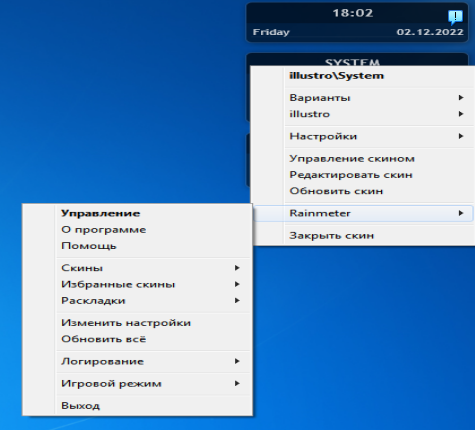 18:02
Friday 02.12.2022
SYSTEM
illustro\System
Варианты
illustro
Настройки
Управление скином
Редактировать скин
Обновить скин
Rainmeter
Закрыть скин
Управление
О программе
Помощь
Скины
Избранные скины
Раскладки
Изменить настройки
Обновить всё
Логирование
Игровой режим
Выход